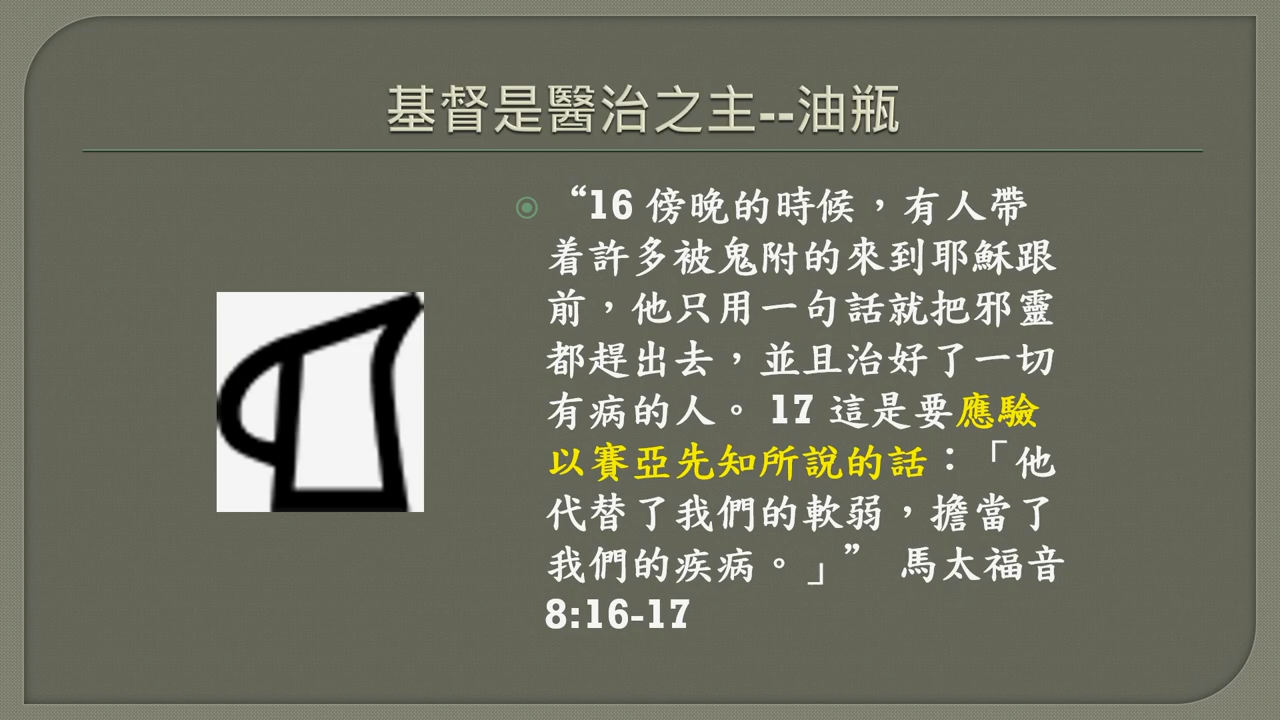 基督是醫治之主--油瓶
“16 傍晚的時候，有人帶
着許多被鬼附的來到耶穌跟
前，他只用一句話就把邪靈
都趕出去，並且治好了一切
有病的人。 17 這是要應驗
以賽亞先知所說的話：「他
代替了我們的軟弱，擔當了
我們的疾病。」” 馬太福音
8:16-17